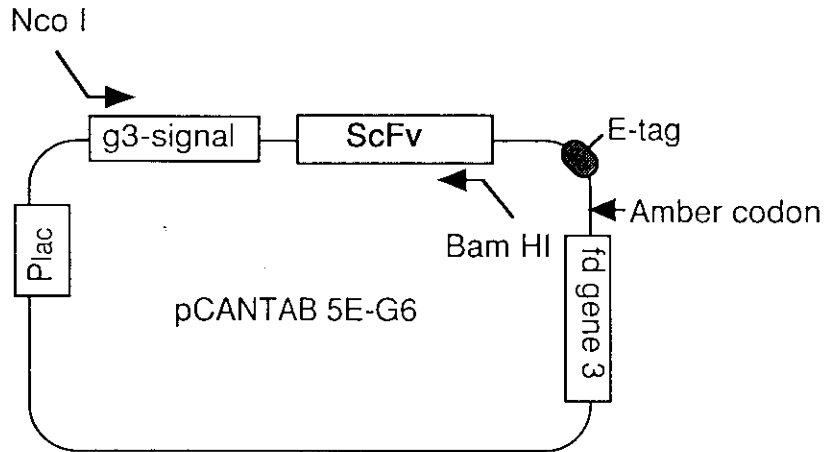 Nco I
g3-signal
ScFv
E-tag
Amber codon
Bam HI
Plac
fd gene 3
pCANTAB 5E-G6